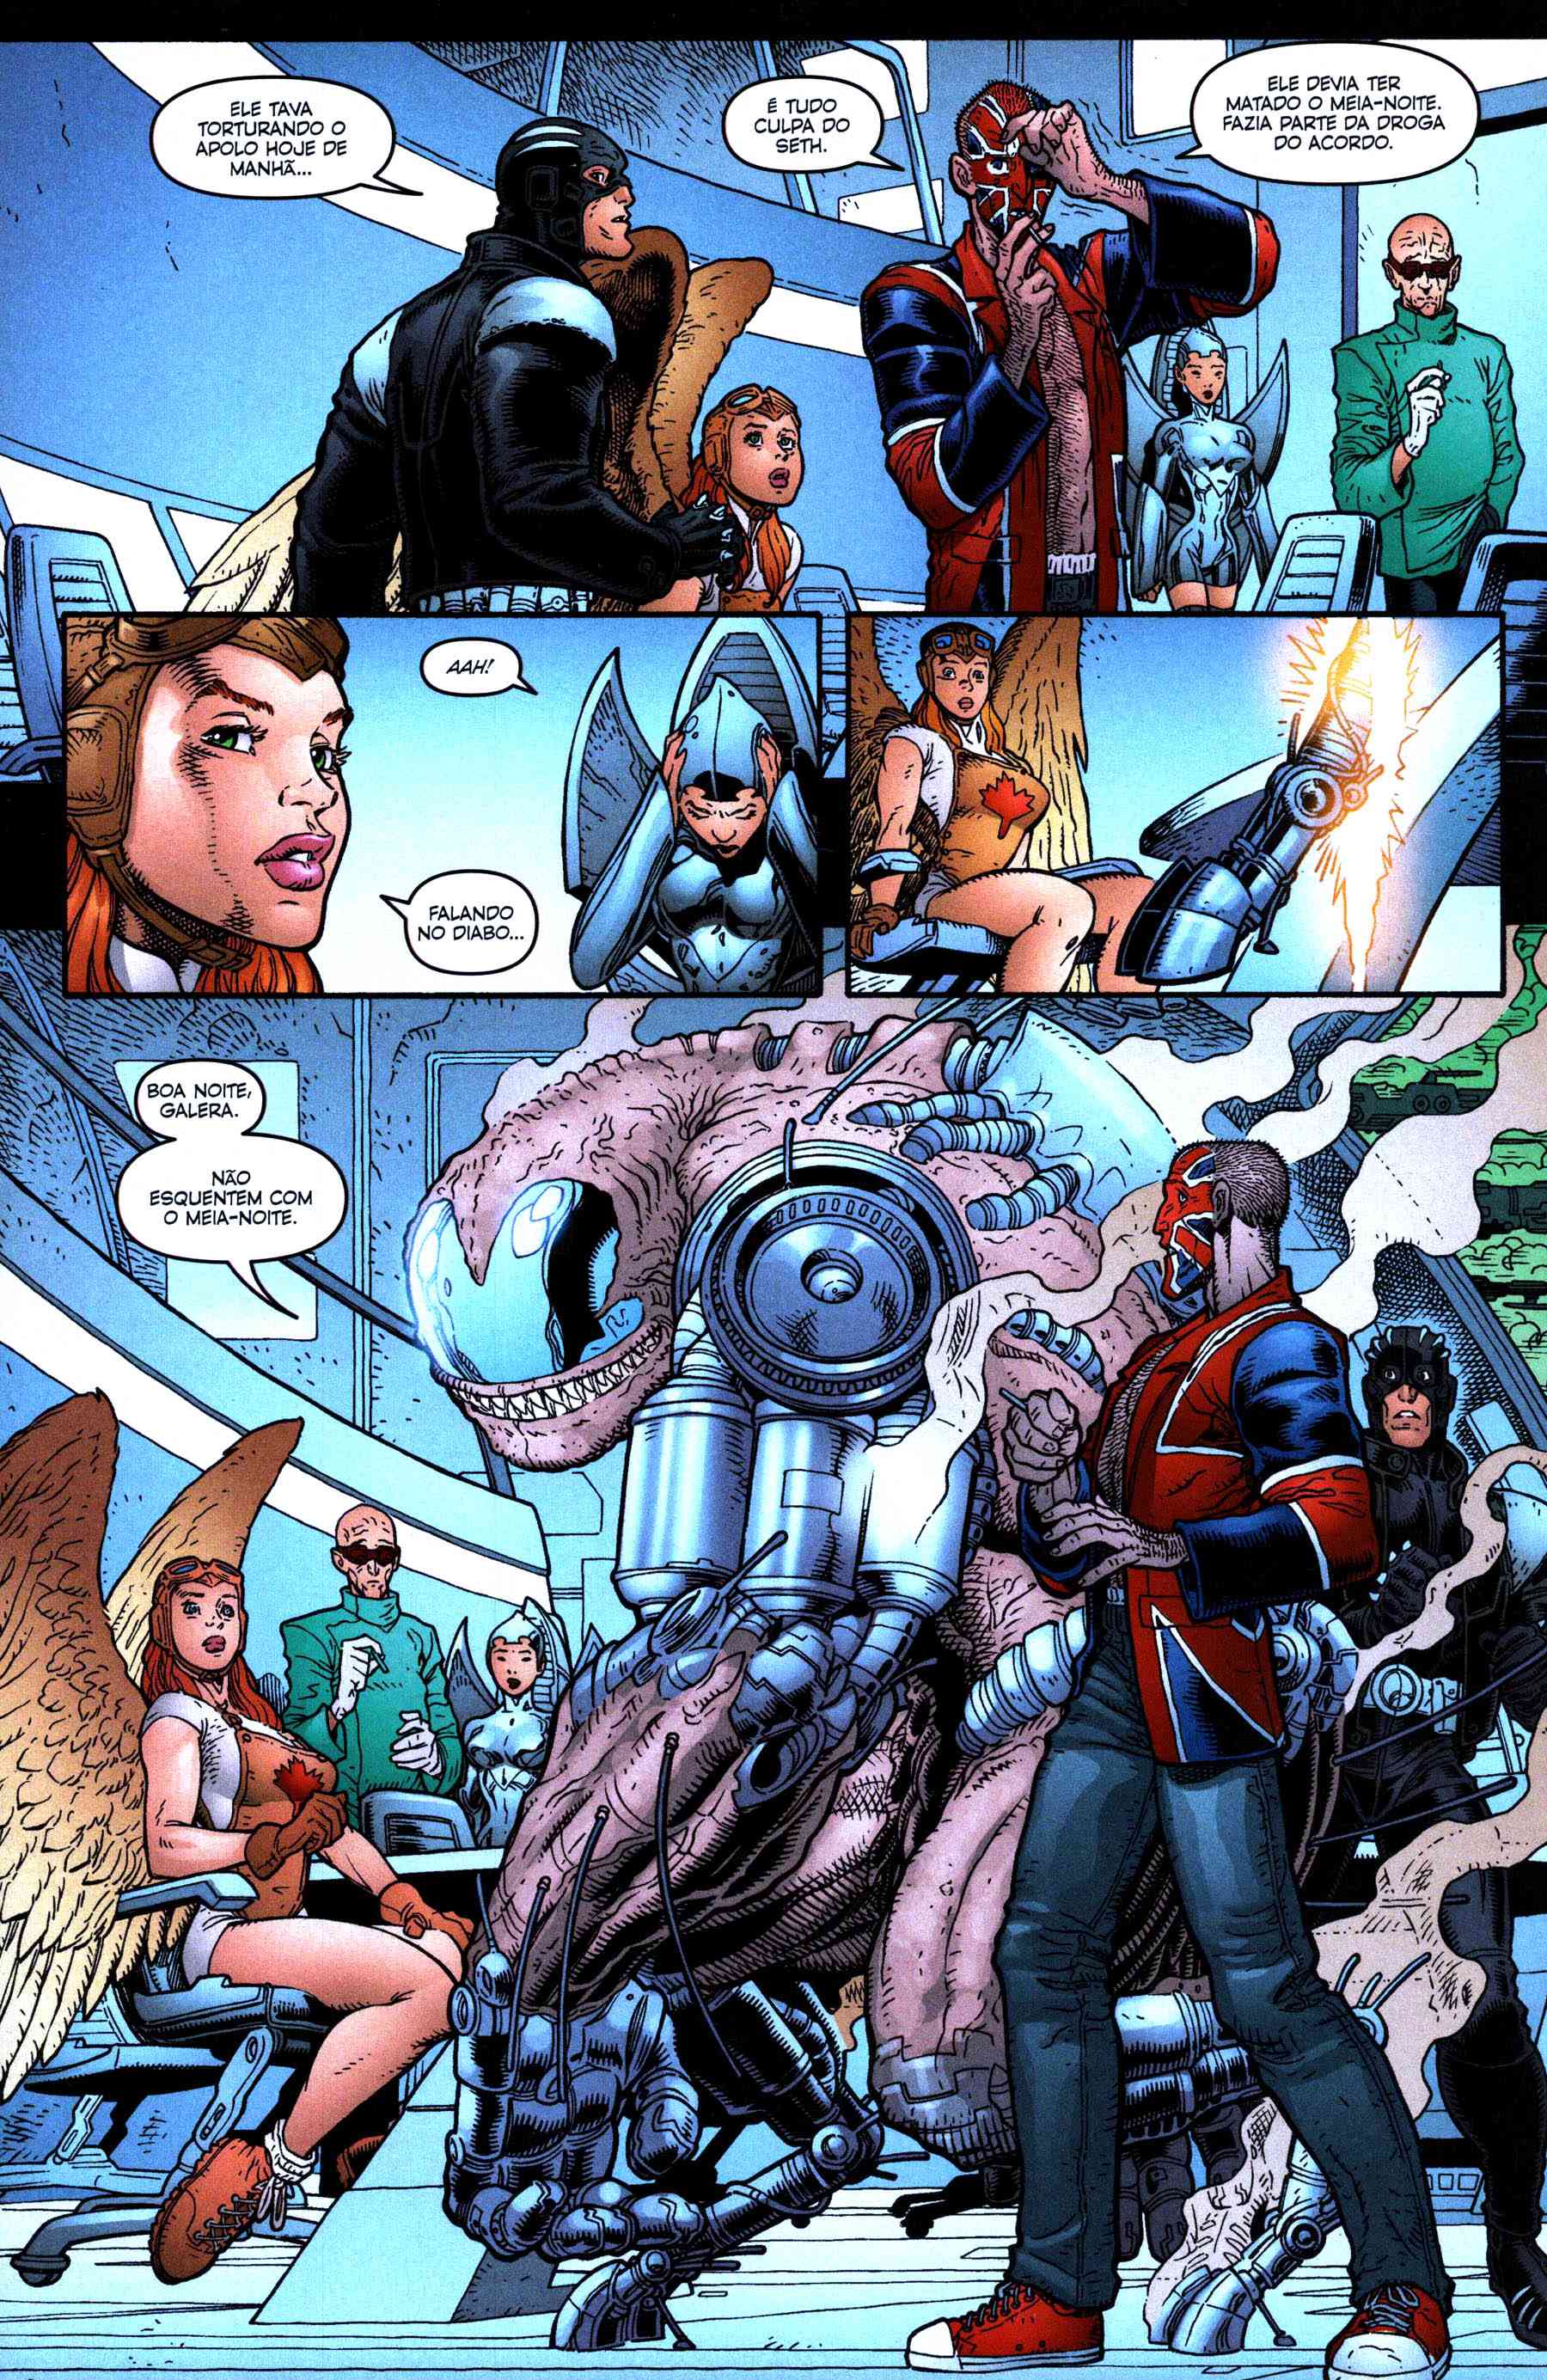 ELE TAVA
TORTURANDO O
APOLO HOJE DE
MANHÃ...
É TUDO
CULPA DO
SETH.
ELE DEVIA TER
MATADO O MEIA-NOITE.
FAZIA PARTE DA DROGA
DO ACORDO.
AAH!
FALANDO
NO DIABO...
BOA NOITE,
GALERA.
NÃO
ESQUENTEM COM
O MEIA-NOITE.